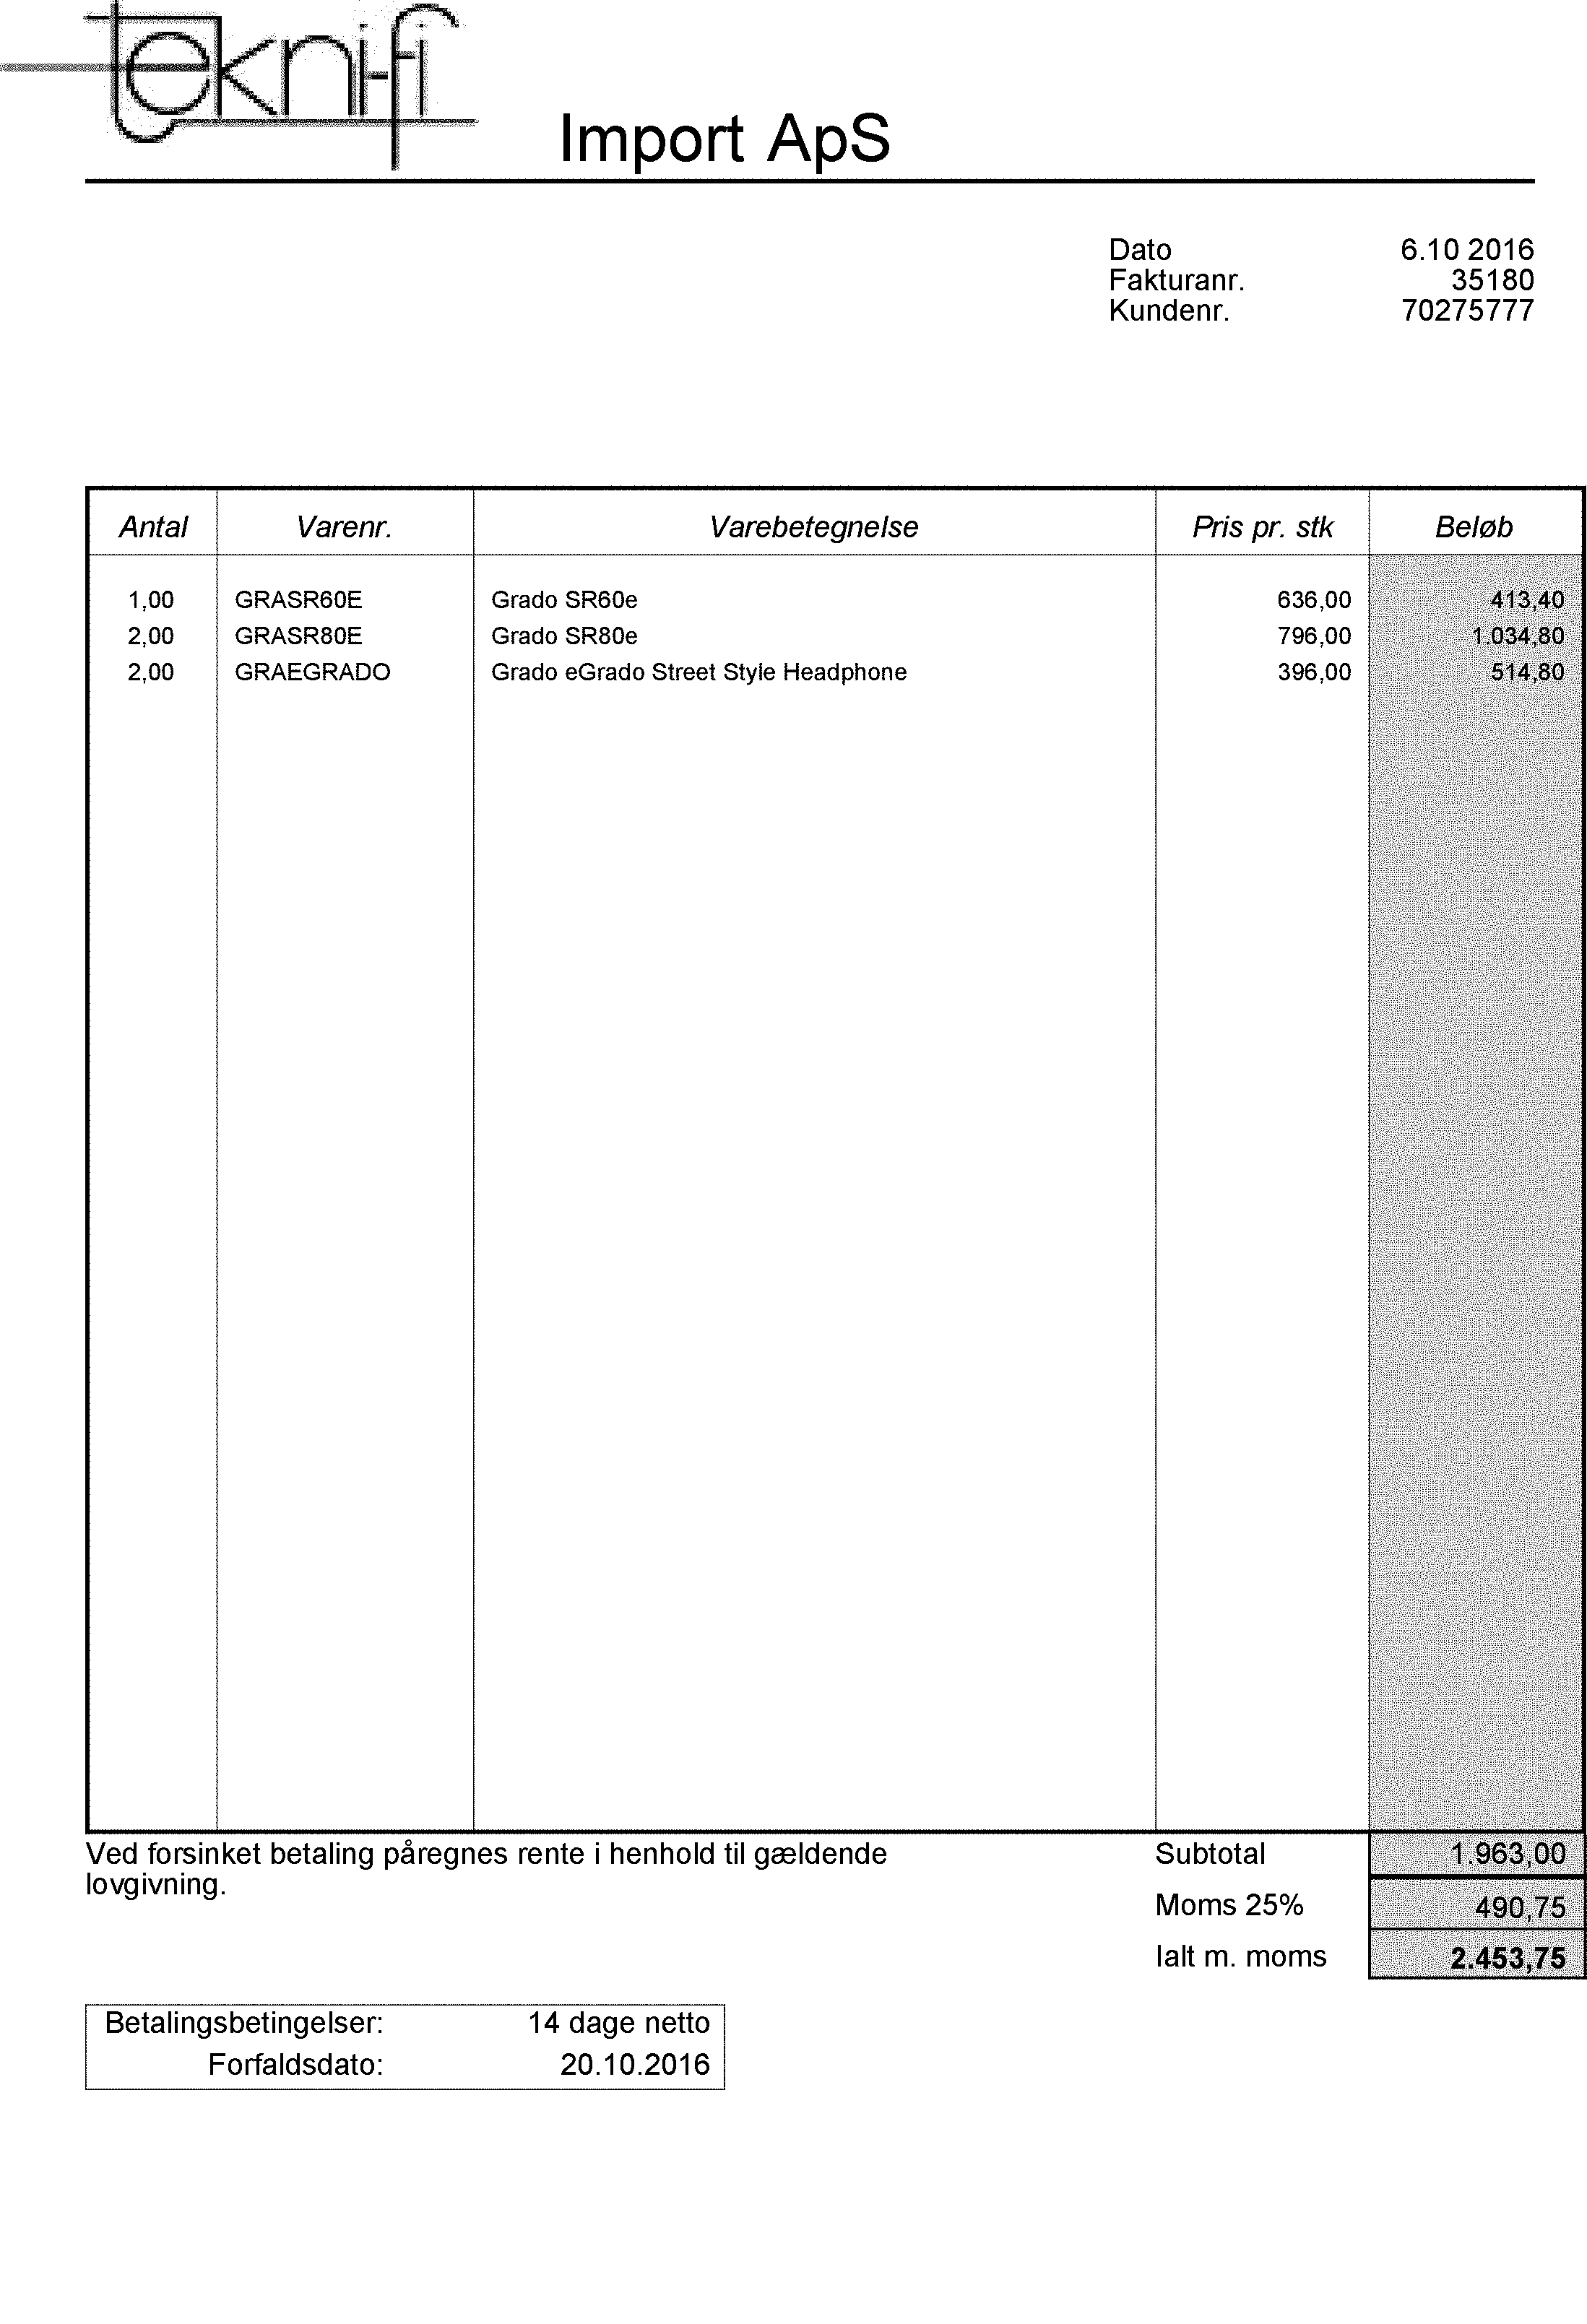 tekni-fi
Import ApS
Dato 6.10 2016
Fakturanr. 35180
Kundenr. 70275777
Antal Varenr. Varebetegnelse Pris pr. stk Beløb
1,00 GRASR60E Grado SR60e 636,00 413,40
2,00 GRASR80E Grado SR80e 796,00 1.034,80
2,00 GRAEGRADO Grado eGrado Street Style Headphone 396,00 514,80
Ved forsinket betaling påregnes rente i henhold til gældende
lovgivning.
Subtotal 1.963,00
Moms 25% 490,75
Ialt m. moms 2.453,75
Betalingsbetingelser: 14 dage netto
Forfaldsdato: 20.10.2016